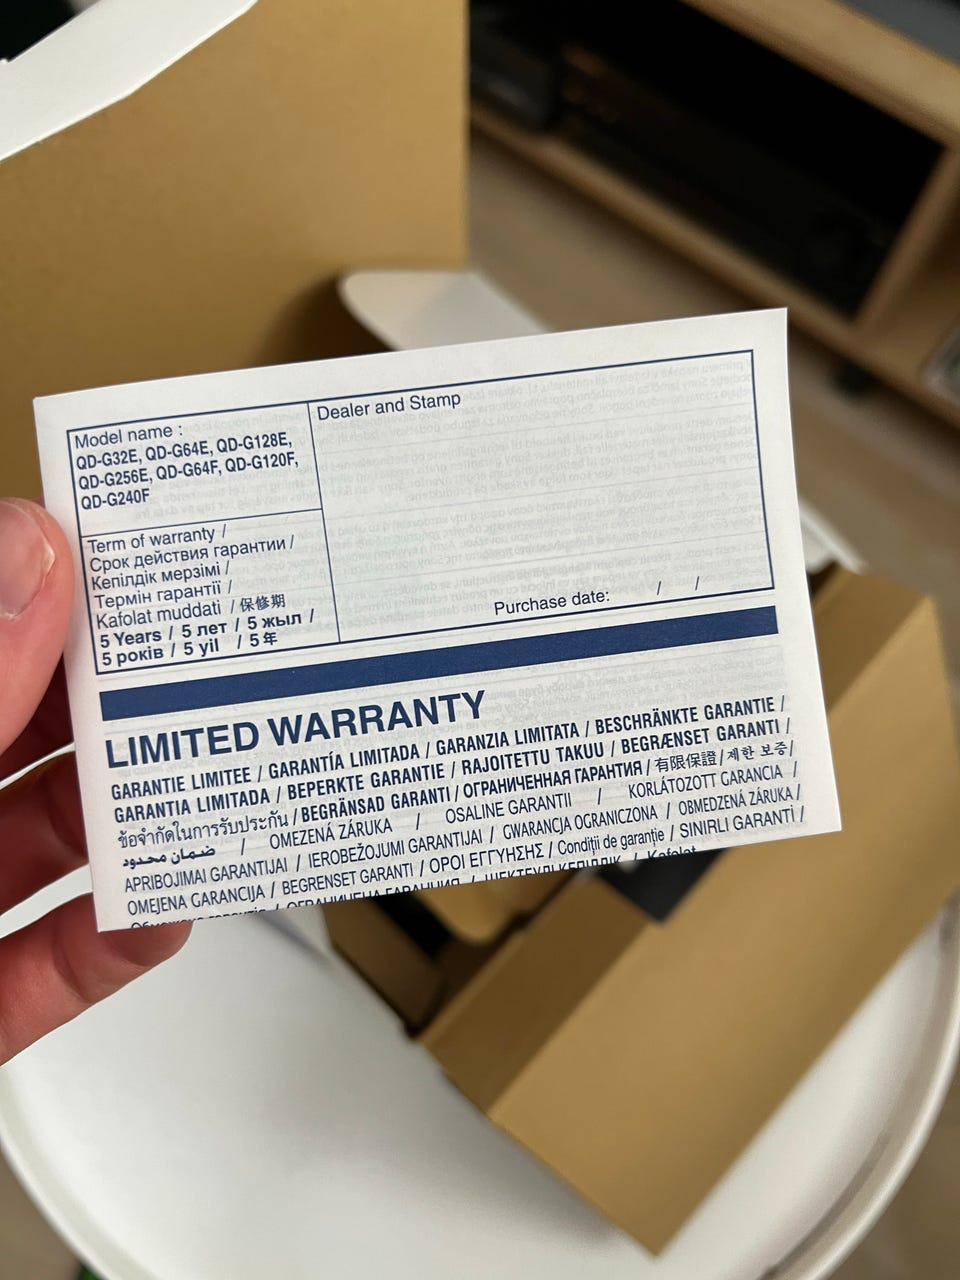 Model name :
QD-G32E, QD-G64E, QD-G128E,
QD-G256E, QD-G64F, QD-G120F,
QD-G240F
Dealer and Stamp
Term of warranty /
Срок действия гарантии /
Кепілдік мерзімі /
Термін гарантії /
Kafolat muddati / 保修期
5 Years / 5 лет / 5 жыл /
5 років / 5 yil / 5 年
Purchase date: / /
LIMITED WARRANTY
GARANTIE LIMITEE / GARANTÍA LIMITADA / GARANZIA LIMITATA / BESCHRÄNKTE GARANTIE /
GARANTIA LIMITADA / BEPERKTE GARANTIE / RAJOITETTU TAKUU / BEGRÆNSET GARANTI /
ข้อจำกัดในการรับประกัน / BEGRÄNSAD GARANTI / ОГРАНИЧЕННАЯ ГАРАНТИЯ / 有限保證 / 제한 보증/
ضمان محدود / OMEZENÁ ZÁRUKA / OSALINE GARANTII / KORLÁTOZOTT GARANCIA /
APRIBOJIMAI GARANTIJAI / IEROBEŽOJUMI GARANTIJAI / GWARANCJA OGRANICZONA / OBMEDZENÁ ZÁRUKA /
OMEJENA GARANCIJA / BEGRENSET GARANTI / ΟΡΟΙ ΕΓΓΥΗΣΗΣ / Condiţii de garanţie / SINIRLI GARANTİ /
ОГРАНИЧЕНА ГАРАНЦИЯ / Kafolat